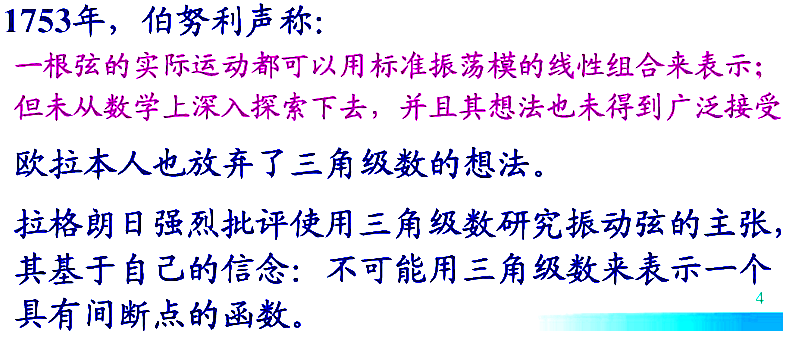 1753年，伯努利声称：
一根弦的实际运动都可以用标准振荡模的线性组合来表示；
但未从数学上深入探索下去，并且其想法也未得到广泛接受
欧拉本人也放弃了三角级数的想法。
拉格朗日强烈批评使用三角级数研究振动弦的主张，
其基于自己的信念：不可能用三角级数来表示一个
具有间断点的函数。
4